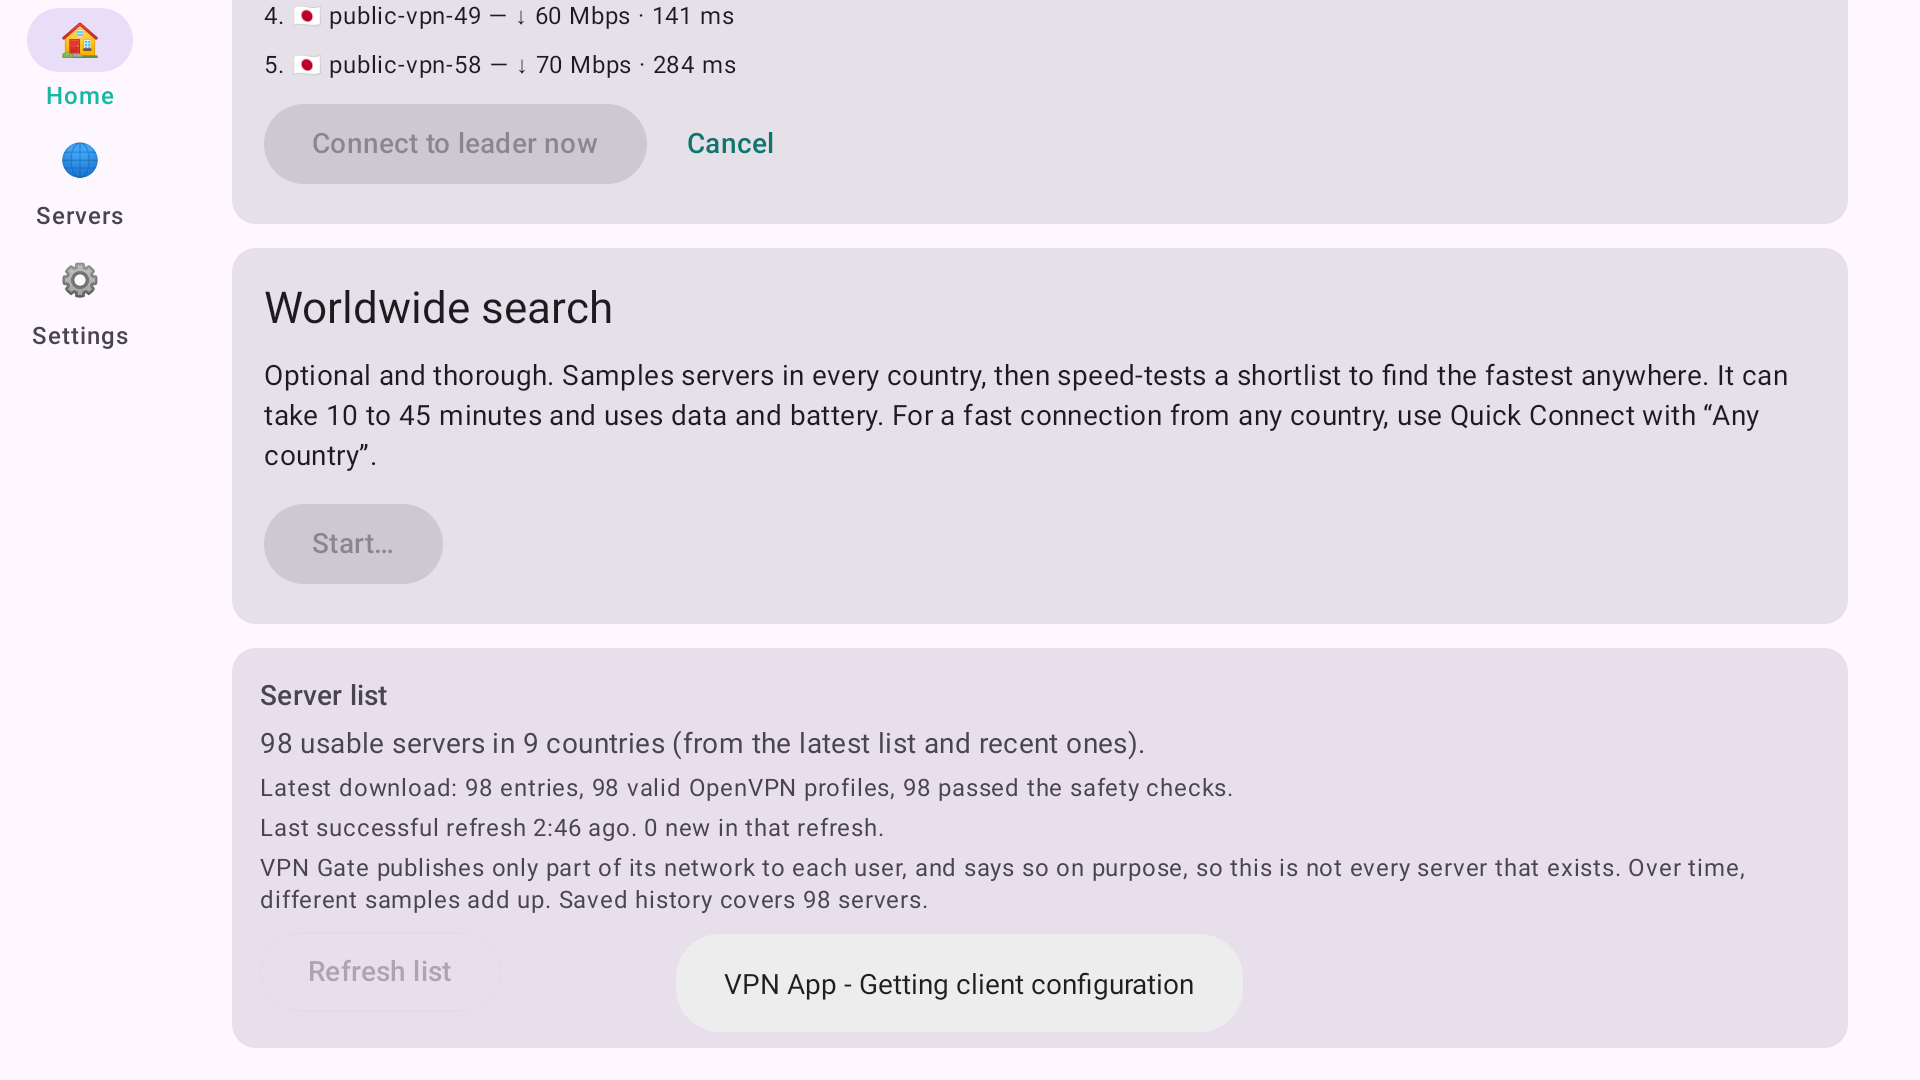 Home
Servers
Settings
4. 🇯🇵 public-vpn-49 — ↓ 60 Mbps · 141 ms
5. 🇯🇵 public-vpn-58 — ↓ 70 Mbps · 284 ms
Connect to leader now
Cancel
Worldwide search
Optional and thorough. Samples servers in every country, then speed-tests a shortlist to find the fastest anywhere. It can
take 10 to 45 minutes and uses data and battery. For a fast connection from any country, use Quick Connect with “Any
country”.
Start…
Server list
98 usable servers in 9 countries (from the latest list and recent ones).
Latest download: 98 entries, 98 valid OpenVPN profiles, 98 passed the safety checks.
Last successful refresh 2:46 ago. 0 new in that refresh.
VPN Gate publishes only part of its network to each user, and says so on purpose, so this is not every server that exists. Over time,
different samples add up. Saved history covers 98 servers.
Refresh list
VPN App - Getting client configuration